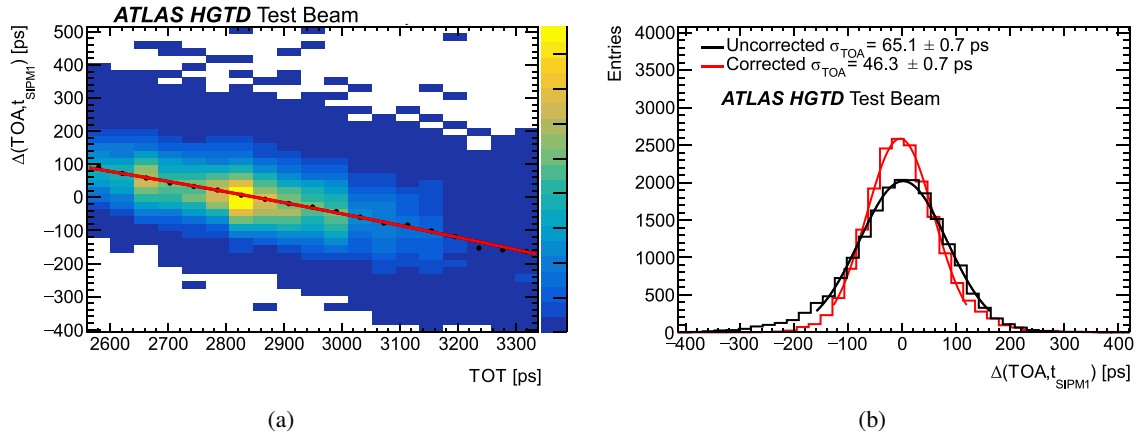 ATLAS HGTD Test Beam
Δ(TOA,t_SIPM1) [ps]
500
400
300
200
100
0
−100
−200
−300
−400
2600 2700 2800 2900 3000 3100 3200 3300
TOT [ps]
(a)
Entries
4000
3500
3000
2500
2000
1500
1000
500
0
Uncorrected σ_TOA= 65.1 ± 0.7 ps
Corrected σ_TOA= 46.3 ± 0.7 ps
ATLAS HGTD Test Beam
−400 −300 −200 −100 0 100 200 300 400
Δ(TOA,t_SIPM1) [ps]
(b)